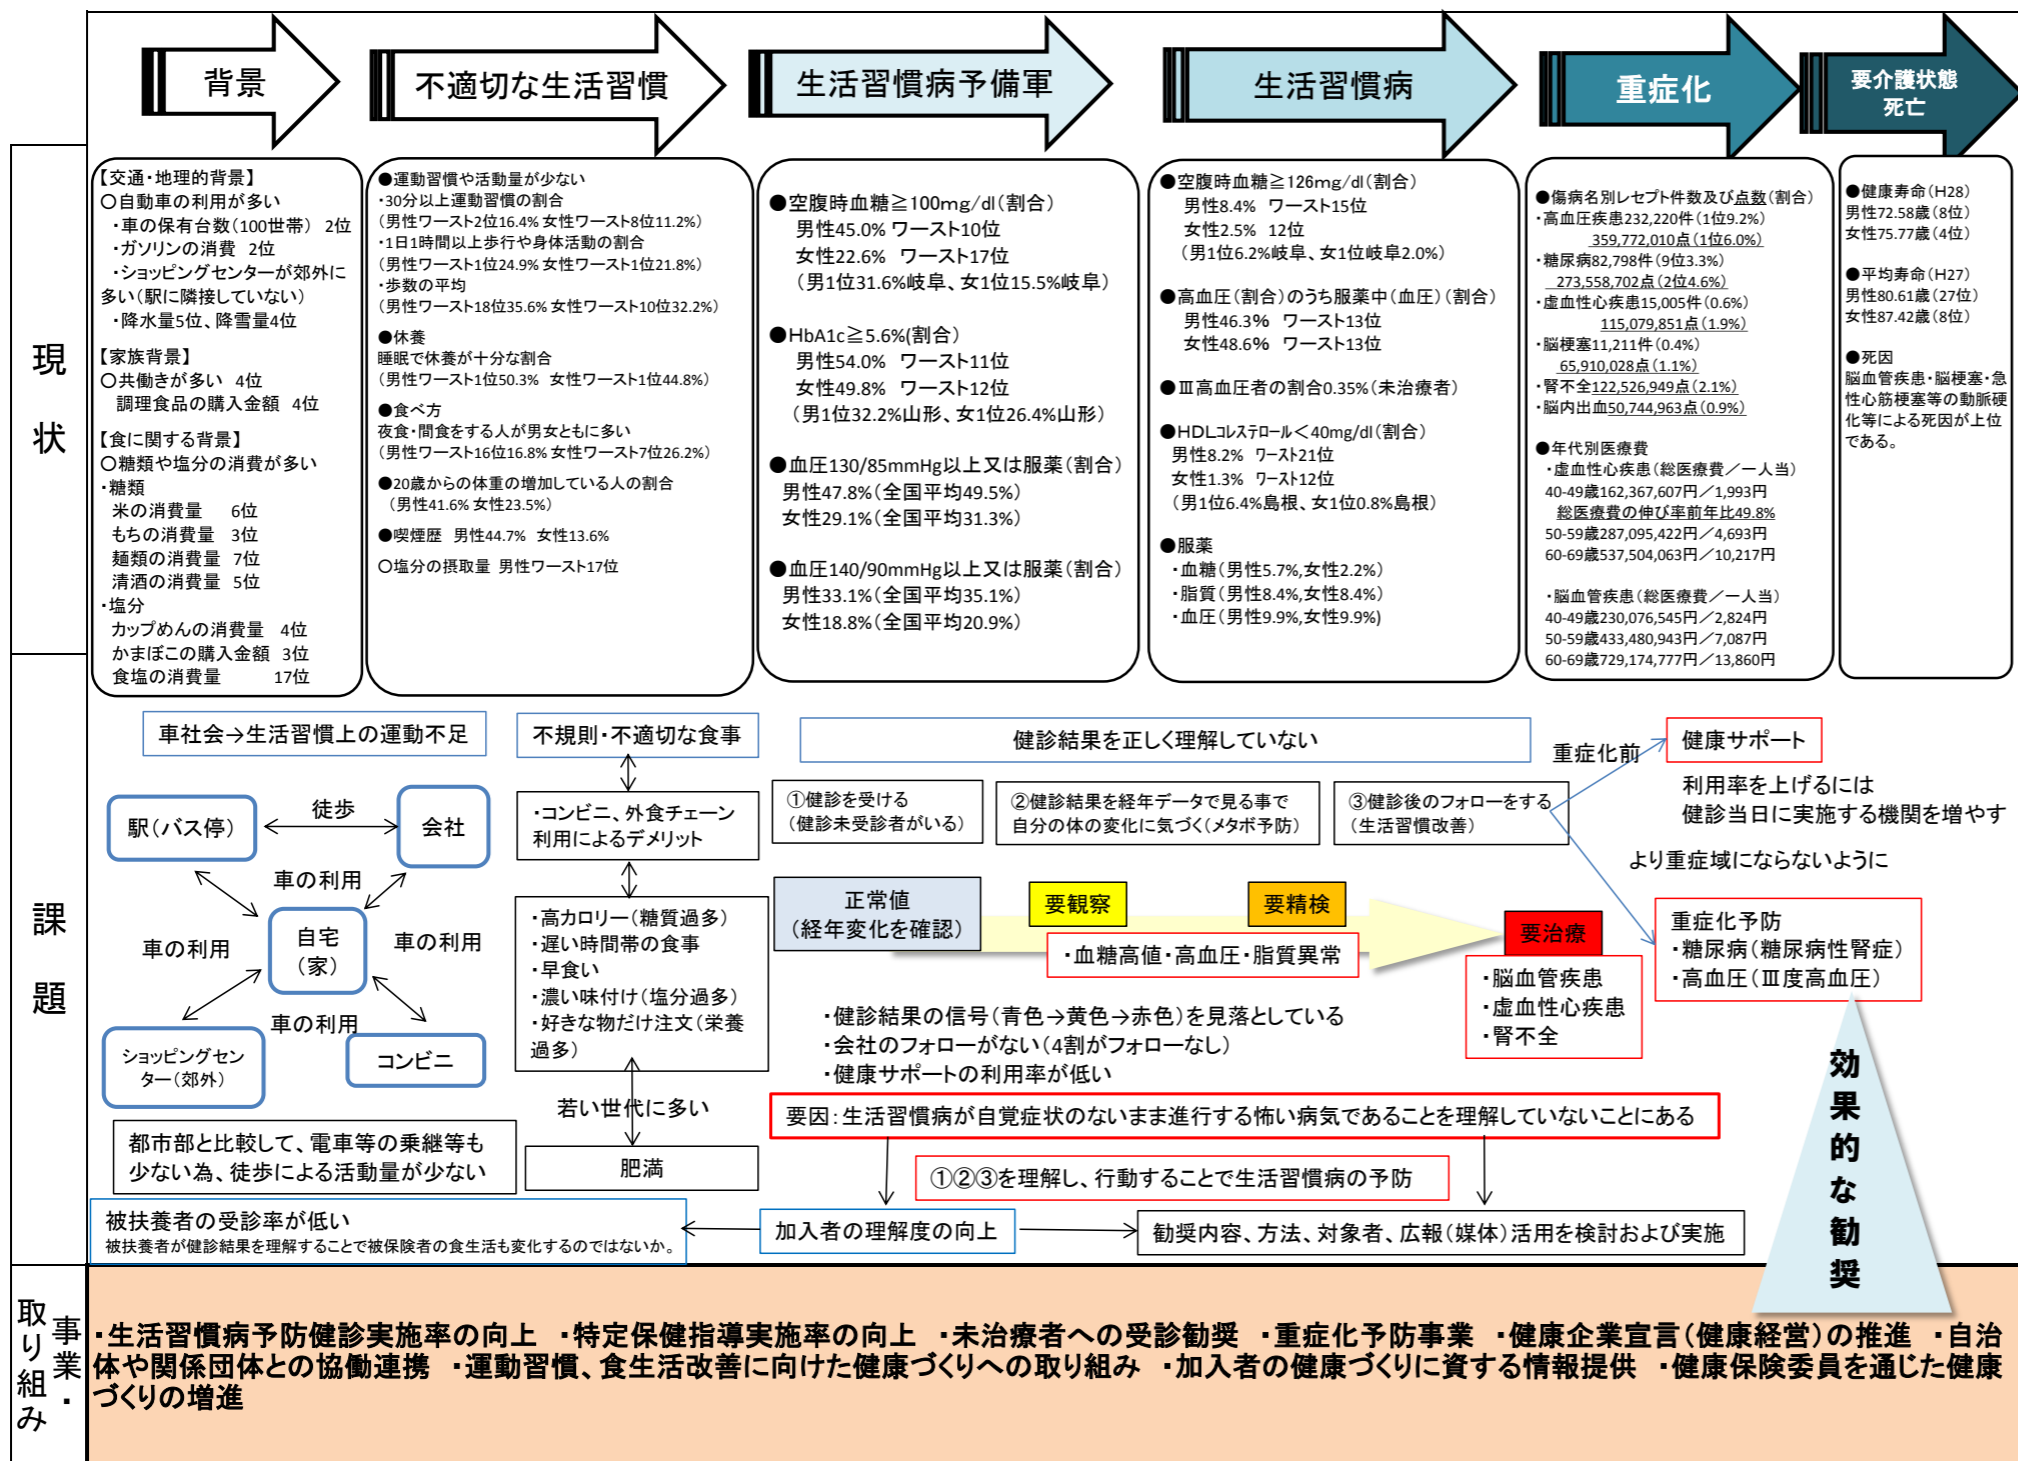 背景
不適切な生活習慣
生活習慣病予備軍
生活習慣病
重症化
要介護状態
死亡
現状
【交通・地理的背景】
○自動車の利用が多い
・車の保有台数(100世帯) 2位
・ガソリンの消費 2位
・ショッピングセンターが郊外に
多い(駅に隣接していない)
・降水量5位、降雪量4位
【家族背景】
○共働きが多い 4位
調理食品の購入金額 4位
【食に関する背景】
○糖類や塩分の消費が多い
・糖類
米の消費量 6位
もちの消費量 3位
麺類の消費量 7位
清酒の消費量 5位
・塩分
カップめんの消費量 4位
かまぼこの購入金額 3位
食塩の消費量 17位
●運動習慣や活動量が少ない
・30分以上運動習慣の割合
(男性ワースト2位16.4% 女性ワースト8位11.2%)
・1日1時間以上歩行や身体活動の割合
(男性ワースト1位24.9% 女性ワースト1位21.8%)
・歩数の平均
(男性ワースト18位35.6% 女性ワースト10位32.2%)
●休養
睡眠で休養が十分な割合
(男性ワースト1位50.3% 女性ワースト1位44.8%)
●食べ方
夜食・間食をする人が男女ともに多い
(男性ワースト16位16.8% 女性ワースト7位26.2%)
●20歳からの体重の増加している人の割合
(男性41.6% 女性23.5%)
●喫煙歴 男性44.7% 女性13.6%
○塩分の摂取量 男性ワースト17位
●空腹時血糖≧100mg/dl(割合)
男性45.0% ワースト10位
女性22.6% ワースト17位
(男1位31.6%岐阜、女1位15.5%岐阜)
●HbA1c≧5.6%(割合)
男性54.0% ワースト11位
女性49.8% ワースト12位
(男1位32.2%山形、女1位26.4%山形)
●血圧130/85mmHg以上又は服薬(割合)
男性47.8%(全国平均49.5%)
女性29.1%(全国平均31.3%)
●血圧140/90mmHg以上又は服薬(割合)
男性33.1%(全国平均35.1%)
女性18.8%(全国平均20.9%)
●空腹時血糖≧126mg/dl(割合)
男性8.4% ワースト15位
女性2.5% 12位
(男1位6.2%岐阜、女1位岐阜2.0%)
●高血圧(割合)のうち服薬中(血圧)(割合)
男性46.3% ワースト13位
女性48.6% ワースト13位
●Ⅲ高血圧者の割合0.35%(未治療者)
●HDLコレステロール<40mg/dl(割合)
男性8.2% ワースト21位
女性1.3% ワースト12位
(男1位6.4%島根、女1位0.8%島根)
●服薬
・血糖(男性5.7%,女性2.2%)
・脂質(男性8.4%,女性8.4%)
・血圧(男性9.9%,女性9.9%)
●傷病名別レセプト件数及び点数(割合)
・高血圧疾患232,220件(1位9.2%)
359,772,010点(1位6.0%)
・糖尿病82,798件(9位3.3%)
273,558,702点(2位4.6%)
・虚血性心疾患15,005件(0.6%)
115,079,851点(1.9%)
・脳梗塞11,211件(0.4%)
65,910,028点(1.1%)
・腎不全122,526,949点(2.1%)
・脳内出血50,744,963点(0.9%)
●年代別医療費
・虚血性心疾患(総医療費/一人当)
40-49歳162,367,607円/1,993円
総医療費の伸び率前年比49.8%
50-59歳287,095,422円/4,693円
60-69歳537,504,063円/10,217円
・脳血管疾患(総医療費/一人当)
40-49歳230,076,545円/2,824円
50-59歳433,480,943円/7,087円
60-69歳729,174,777円/13,860円
●健康寿命(H28)
男性72.58歳(8位)
女性75.77歳(4位)
●平均寿命(H27)
男性80.61歳(27位)
女性87.42歳(8位)
●死因
脳血管疾患・脳梗塞・急
性心筋梗塞等の動脈硬
化等による死因が上位
である。
課題
車社会→生活習慣上の運動不足
駅(バス停)
徒歩
会社
車の利用
自宅
(家)
車の利用
車の利用
車の利用
ショッピングセン
ター(郊外)
コンビニ
都市部と比較して、電車等の乗継等も
少ない為、徒歩による活動量が少ない
不規則・不適切な食事
・コンビニ、外食チェーン
利用によるデメリット
・高カロリー(糖質過多)
・遅い時間帯の食事
・早食い
・濃い味付け(塩分過多)
・好きな物だけ注文(栄養
過多)
若い世代に多い
肥満
健診結果を正しく理解していない
①健診を受ける
(健診未受診者がいる)
②健診結果を経年データで見る事で
自分の体の変化に気づく(メタボ予防)
③健診後のフォローをする
(生活習慣改善)
重症化前
健康サポート
利用率を上げるには
健診当日に実施する機関を増やす
より重症域にならないように
正常値
(経年変化を確認)
要観察
要精検
要治療
・血糖高値・高血圧・脂質異常
・脳血管疾患
・虚血性心疾患
・腎不全
重症化予防
・糖尿病(糖尿病性腎症)
・高血圧(Ⅲ度高血圧)
・健診結果の信号(青色→黄色→赤色)を見落としている
・会社のフォローがない(4割がフォローなし)
・健康サポートの利用率が低い
要因:生活習慣病が自覚症状のないまま進行する怖い病気であることを理解していないことにある
①②③を理解し、行動することで生活習慣病の予防
被扶養者の受診率が低い
被扶養者が健診結果を理解することで被保険者の食生活も変化するのではないか。
加入者の理解度の向上
勧奨内容、方法、対象者、広報(媒体)活用を検討および実施
効果的な勧奨
事業・
取り組み
・生活習慣病予防健診実施率の向上 ・特定保健指導実施率の向上 ・未治療者への受診勧奨 ・重症化予防事業 ・健康企業宣言(健康経営)の推進 ・自治
体や関係団体との協働連携 ・運動習慣、食生活改善に向けた健康づくりへの取り組み ・加入者の健康づくりに資する情報提供 ・健康保険委員を通じた健康
づくりの増進